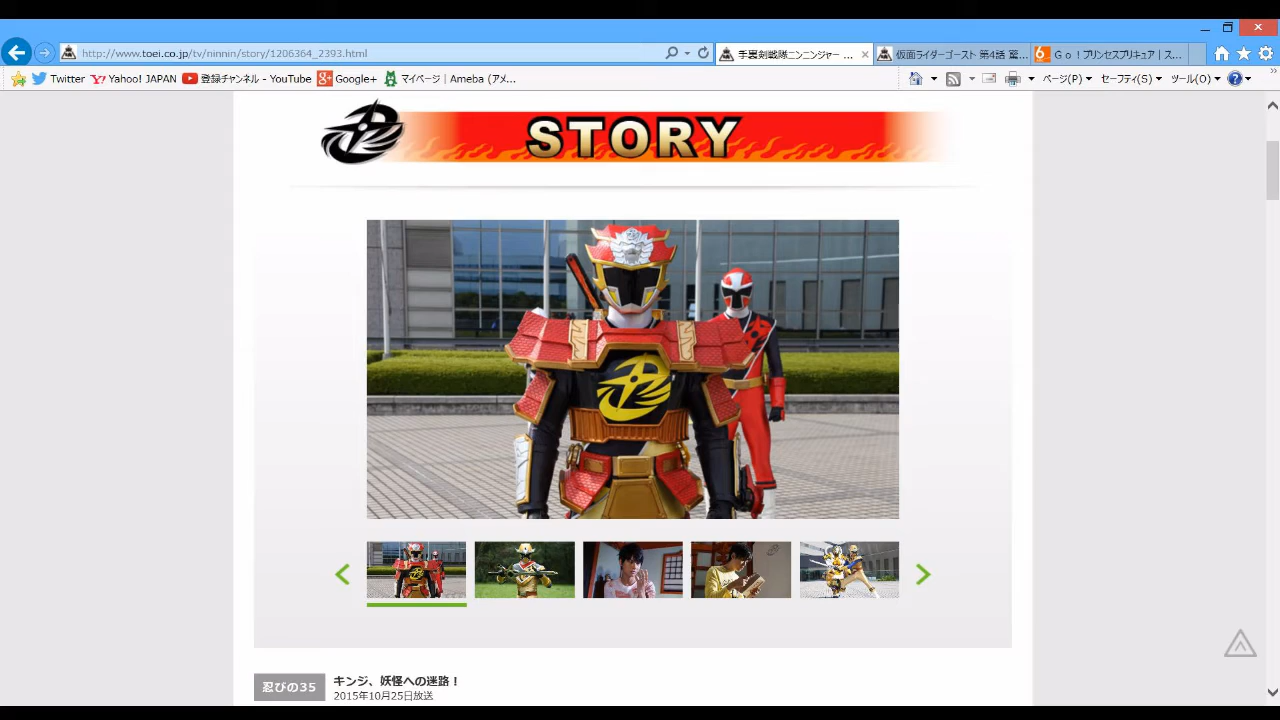 http://www.toei.co.jp/tv/ninnin/story/1206364_2393.html
手裏剣戦隊ニンニンジャー ...
仮面ライダーゴースト 第4話 驚...
Ｇｏ！プリンセスプリキュア｜ス...
Twitter
Yahoo! JAPAN
登録チャンネル - YouTube
Google+
マイページ｜Ameba (アメ...
ページ(P)
セーフティ(S)
ツール(O)
STORY
忍びの35
キンジ、妖怪への迷路！
2015年10月25日放送